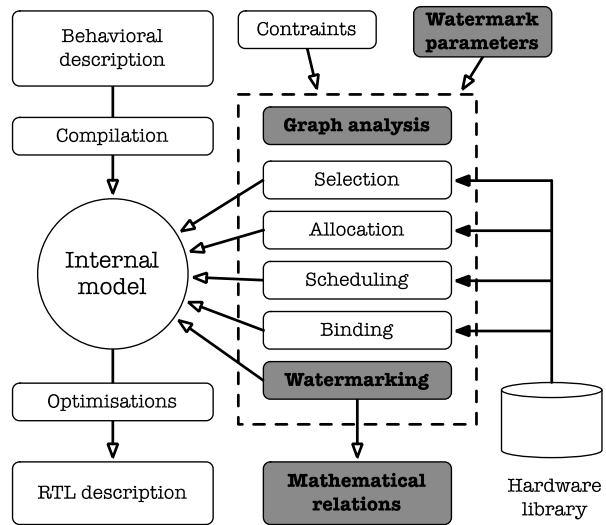 Behavioral
description
Contraints
Watermark
parameters
Compilation
Graph analysis
Selection
Allocation
Scheduling
Binding
Watermarking
Internal
model
Optimisations
RTL description
Mathematical
relations
Hardware
library